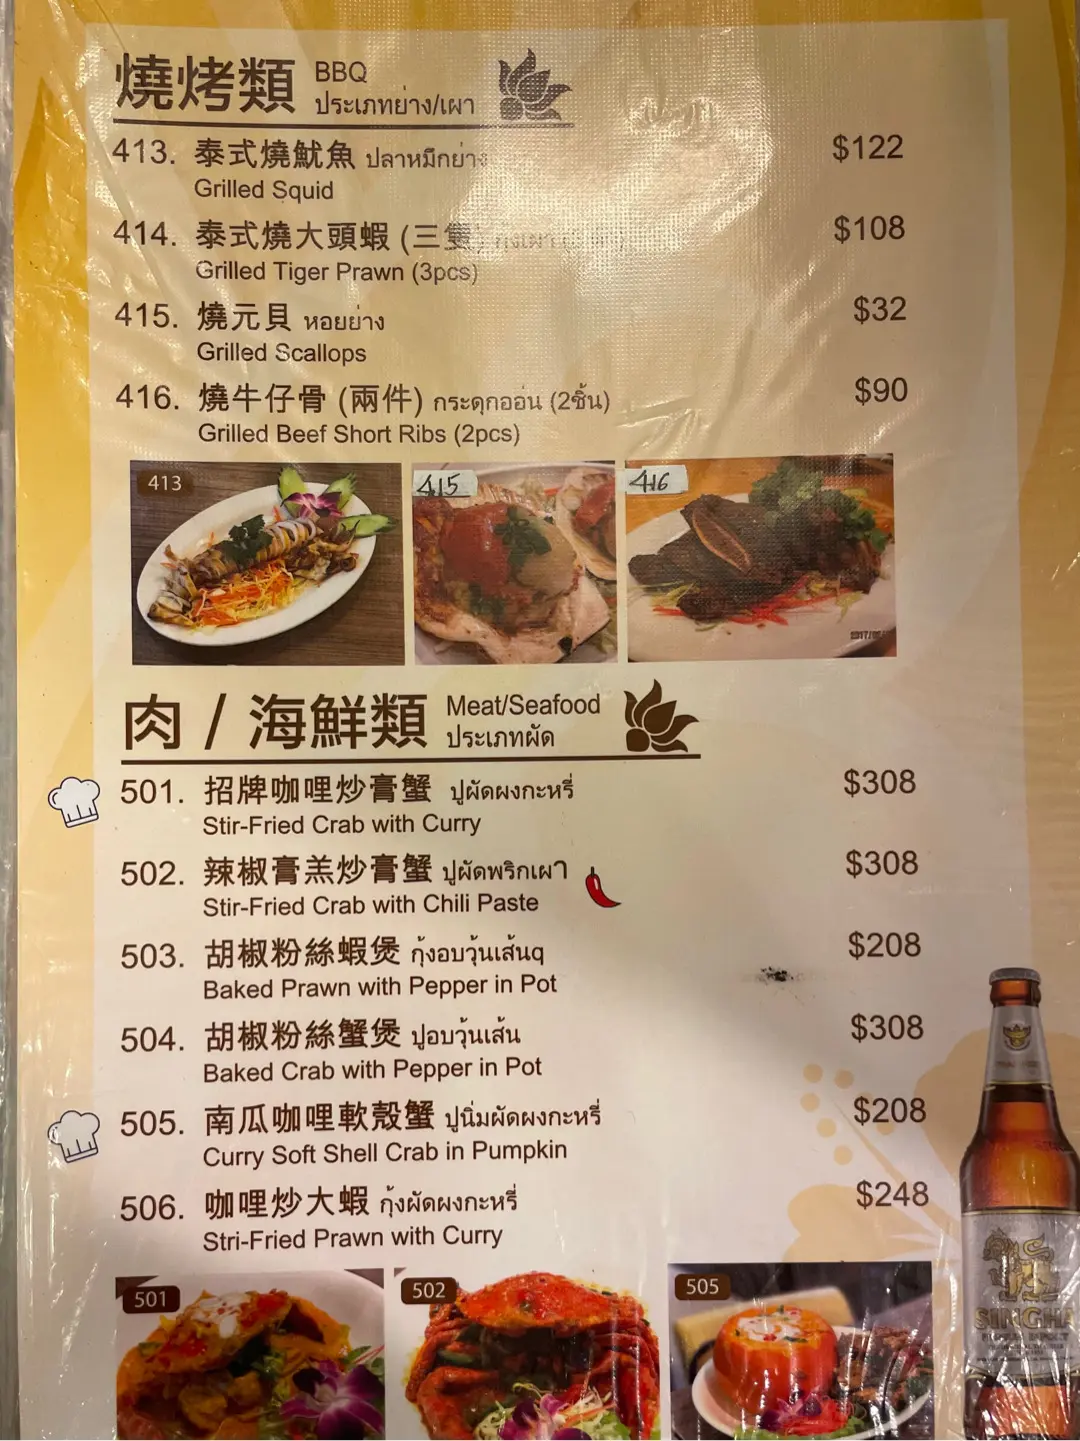 燒烤類 BBQ
ประเภทย่าง/เผา
413. 泰式燒魷魚 ปลาหมึกย่าง $122
Grilled Squid
414. 泰式燒大頭蝦 (三隻) กุ้งเผา $108
Grilled Tiger Prawn (3pcs)
415. 燒元貝 หอยย่าง $32
Grilled Scallops
416. 燒牛仔骨 (兩件) กระดุกออ่น (2ชิ้น) $90
Grilled Beef Short Ribs (2pcs)
413 415 416
肉 / 海鮮類 Meat/Seafood
ประเภทผัด
501. 招牌咖哩炒膏蟹 ปูผัดผงกะหรี่ $308
Stir-Fried Crab with Curry
502. 辣椒膏羔炒膏蟹 ปูผัดพริกเผา $308
Stir-Fried Crab with Chili Paste
503. 胡椒粉絲蝦煲 กุ้งอบวุ้นเส้นq $208
Baked Prawn with Pepper in Pot
504. 胡椒粉絲蟹煲 ปูอบวุ้นเส้น $308
Baked Crab with Pepper in Pot
505. 南瓜咖哩軟殼蟹 ปูนิ่มผัดผงกะหรี่ $208
Curry Soft Shell Crab in Pumpkin
506. 咖哩炒大蝦 กุ้งผัดผงกะหรี่ $248
Stri-Fried Prawn with Curry
501 502 505
SINGHA